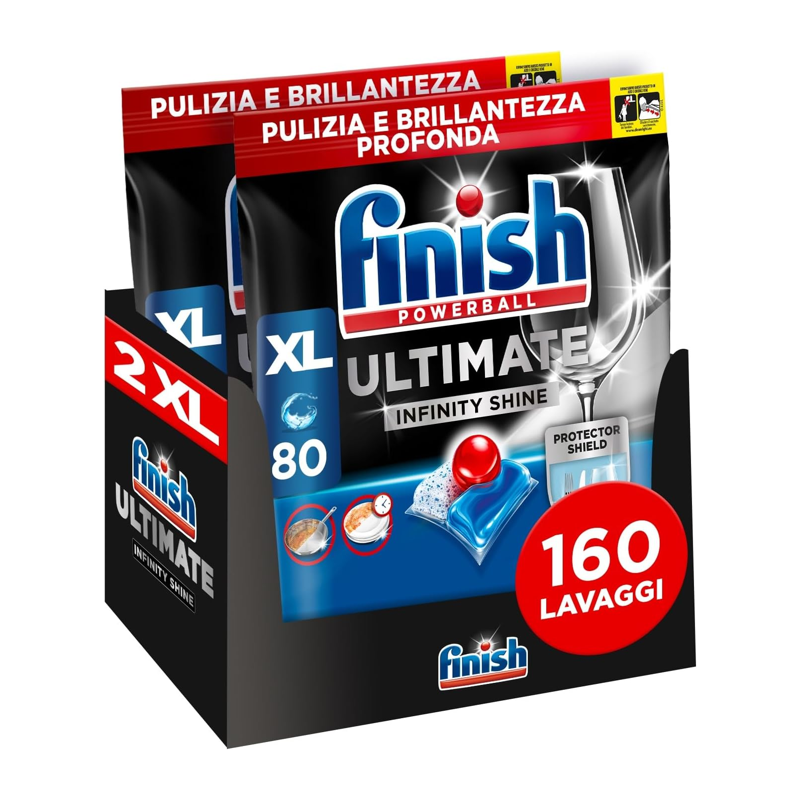 PULIZIA E BRILLANTEZZA
PULIZIA E BRILLANTEZZA
PROFONDA
finish
POWERBALL
XL
XL
ULTIMATE
INFINITY SHINE
80
PROTECTOR
SHIELD
2 XL
finish
ULTIMATE
INFINITY SHINE
160
LAVAGGI
finish